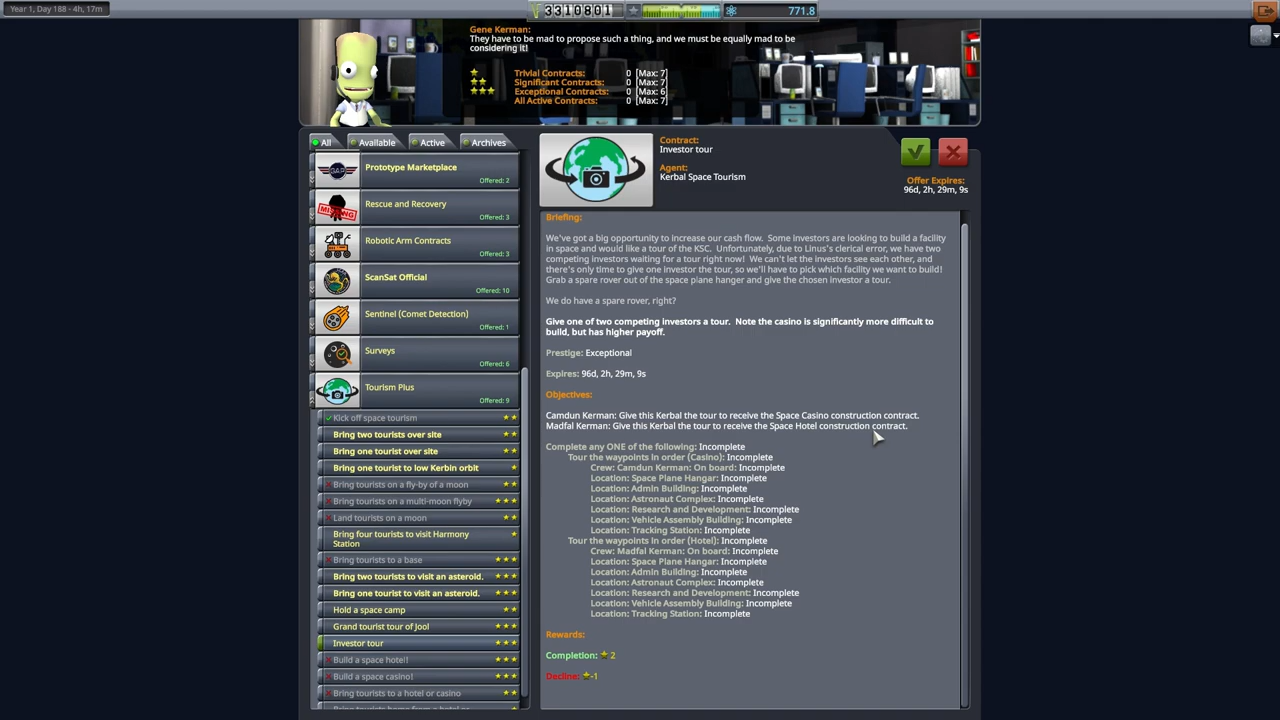 Year 1, Day 188 - 4h, 17m
3310801
771.8
Gene Kerman:
They have to be mad to propose such a thing, and we must be equally mad to be
considering it!
Trivial Contracts: 0 [Max: 7]
Significant Contracts: 0 [Max: 7]
Exceptional Contracts: 0 [Max: 6]
All Active Contracts: 0 [Max: 7]
All
Available
Active
Archives
Prototype Marketplace
Offered: 2
MISSING
Rescue and Recovery
Offered: 3
Robotic Arm Contracts
Offered: 3
ScanSat Official
Offered: 10
Sentinel (Comet Detection)
Offered: 1
Surveys
Offered: 6
Tourism Plus
Offered: 9
Kick off space tourism
Bring two tourists over site
Bring one tourist over site
Bring one tourist to low Kerbin orbit
Bring tourists on a fly-by of a moon
Bring tourists on a multi-moon flyby
Land tourists on a moon
Bring four tourists to visit Harmony
Station
Bring tourists to a base
Bring two tourists to visit an asteroid.
Bring one tourist to visit an asteroid.
Hold a space camp
Grand tourist tour of Jool
Investor tour
Build a space hotel!
Build a space casino!
Bring tourists to a hotel or casino
Contract:
Investor tour
Agent:
Kerbal Space Tourism
Offer Expires:
96d, 2h, 29m, 9s
Briefing:
We've got a big opportunity to increase our cash flow. Some investors are looking to build a facility
in space and would like a tour of the KSC. Unfortunately, due to Linus's clerical error, we have two
competing investors waiting for a tour right now! We can't let the investors see each other, and
there's only time to give one investor the tour, so we'll have to pick which facility we want to build!
Grab a spare rover out of the space plane hanger and give the chosen investor a tour.
We do have a spare rover, right?
Give one of two competing investors a tour. Note the casino is significantly more difficult to
build, but has higher payoff.
Prestige: Exceptional
Expires: 96d, 2h, 29m, 9s
Objectives:
Camdun Kerman: Give this Kerbal the tour to receive the Space Casino construction contract.
Madfal Kerman: Give this Kerbal the tour to receive the Space Hotel construction contract.
Complete any ONE of the following: Incomplete
Tour the waypoints in order (Casino): Incomplete
Crew: Camdun Kerman: On board: Incomplete
Location: Space Plane Hangar: Incomplete
Location: Admin Building: Incomplete
Location: Astronaut Complex: Incomplete
Location: Research and Development: Incomplete
Location: Vehicle Assembly Building: Incomplete
Location: Tracking Station: Incomplete
Tour the waypoints in order (Hotel): Incomplete
Crew: Madfal Kerman: On board: Incomplete
Location: Space Plane Hangar: Incomplete
Location: Admin Building: Incomplete
Location: Astronaut Complex: Incomplete
Location: Research and Development: Incomplete
Location: Vehicle Assembly Building: Incomplete
Location: Tracking Station: Incomplete
Rewards:
Completion: 2
Decline: -1